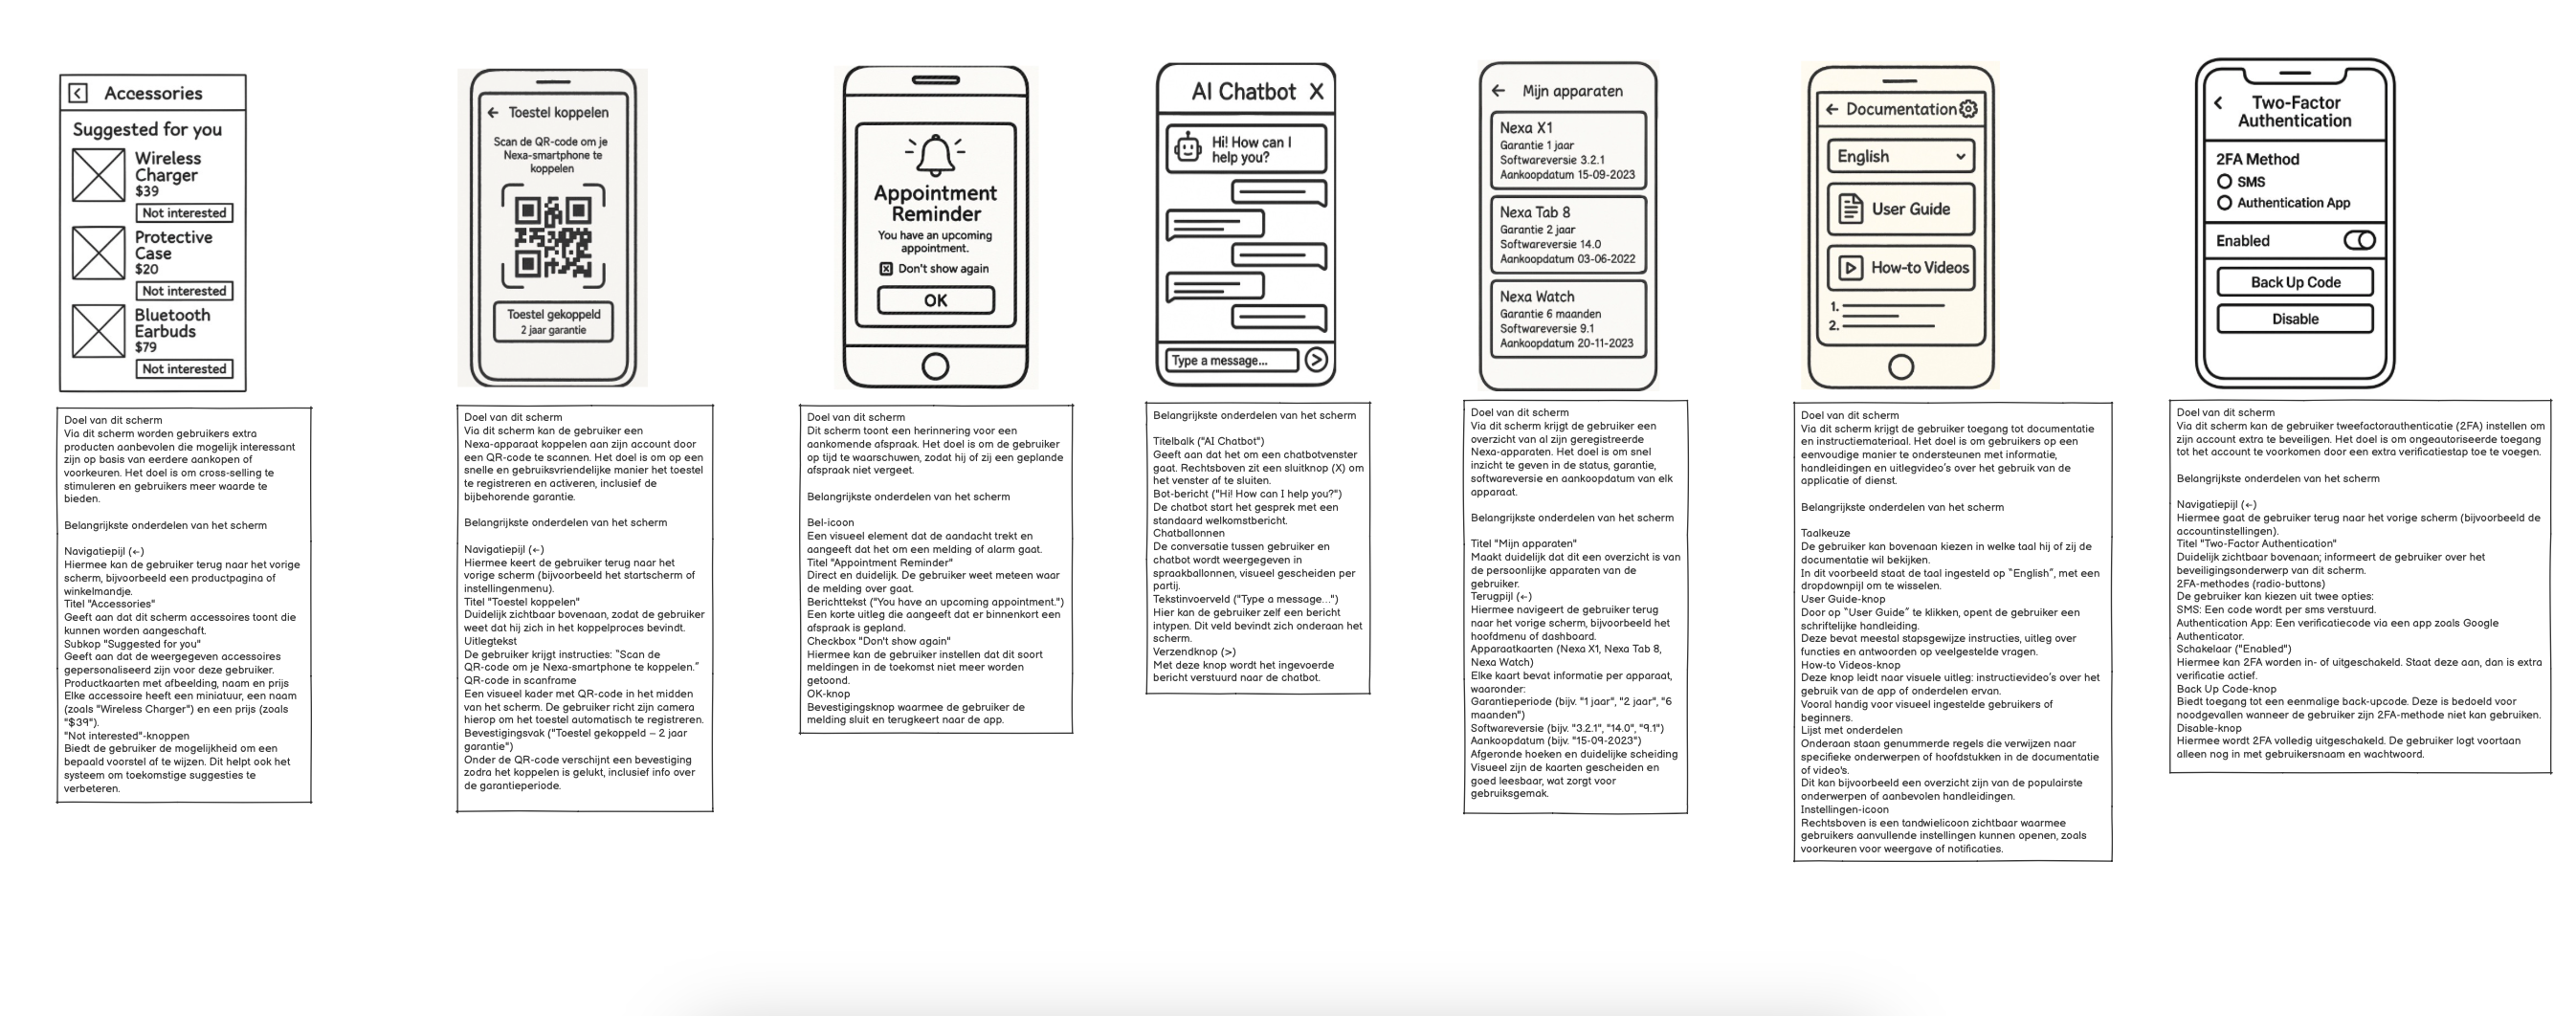 Accessories
Suggested for you
Wireless
Charger
$39
Not interested
Protective
Case
$20
Not interested
Bluetooth
Earbuds
$79
Not interested
Doel van dit scherm
Via dit scherm worden gebruikers extra
producten aanbevolen die mogelijk interessant
zijn op basis van eerdere aankopen of
voorkeuren. Het doel is om cross-selling te
stimuleren en gebruikers meer waarde te
bieden.
Belangrijkste onderdelen van het scherm
Navigatiepijl (←)
Hiermee kan de gebruiker terug naar het vorige
scherm, bijvoorbeeld een productpagina of
winkelmandje.
Titel "Accessories"
Geeft aan dat dit scherm accessoires toont die
kunnen worden aangeschaft.
Subkop "Suggested for you"
Geeft aan dat de weergegeven accessoires
gepersonaliseerd zijn voor deze gebruiker.
Productkaarten met afbeelding, naam en prijs
Elke accessoire heeft een miniatuur, een naam
(zoals "Wireless Charger") en een prijs (zoals
"$39").
"Not interested"-knoppen
Biedt de gebruiker de mogelijkheid om een
bepaald voorstel af te wijzen. Dit helpt ook het
systeem om toekomstige suggesties te
verbeteren.
← Toestel koppelen
Scan de QR-code om je
Nexa-smartphone te
koppelen
Toestel gekoppeld
2 jaar garantie
Doel van dit scherm
Via dit scherm kan de gebruiker een
Nexa-apparaat koppelen aan zijn account door
een QR-code te scannen. Het doel is om op een
snelle en gebruiksvriendelijke manier het toestel
te registreren en activeren, inclusief de
bijbehorende garantie.
Belangrijkste onderdelen van het scherm
Navigatiepijl (←)
Hiermee keert de gebruiker terug naar het
vorige scherm (bijvoorbeeld het startscherm of
instellingenmenu).
Titel "Toestel koppelen"
Duidelijk zichtbaar bovenaan, zodat de gebruiker
weet dat hij zich in het koppelproces bevindt.
Uitlegtekst
De gebruiker krijgt instructies: "Scan de
QR-code om je Nexa-smartphone te koppelen."
QR-code in scanframe
Een visueel kader met QR-code in het midden
van het scherm. De gebruiker richt zijn camera
hierop om het toestel automatisch te registreren.
Bevestigingsvak ("Toestel gekoppeld – 2 jaar
garantie")
Onder de QR-code verschijnt een bevestiging
zodra het koppelen is gelukt, inclusief info over
de garantieperiode.
Appointment
Reminder
You have an upcoming
appointment.
Don't show again
OK
Doel van dit scherm
Dit scherm toont een herinnering voor een
aankomende afspraak. Het doel is om de gebruiker
op tijd te waarschuwen, zodat hij of zij een geplande
afspraak niet vergeet.
Belangrijkste onderdelen van het scherm
Bel-icoon
Een visueel element dat de aandacht trekt en
aangeeft dat het om een melding of alarm gaat.
Titel "Appointment Reminder"
Direct en duidelijk. De gebruiker weet meteen waar
de melding over gaat.
Berichttekst ("You have an upcoming appointment.")
Een korte uitleg die aangeeft dat er binnenkort een
afspraak is gepland.
Checkbox "Don't show again"
Hiermee kan de gebruiker instellen dat dit soort
meldingen in de toekomst niet meer worden
getoond.
OK-knop
Bevestigingsknop waarmee de gebruiker de
melding sluit en terugkeert naar de app.
AI Chatbot X
Hi! How can I
help you?
Type a message...
Belangrijkste onderdelen van het scherm
Titelbalk ("AI Chatbot")
Geeft aan dat het om een chatbotvenster
gaat. Rechtsboven zit een sluitknop (X) om
het venster af te sluiten.
Bot-bericht ("Hi! How can I help you?")
De chatbot start het gesprek met een
standaard welkomstbericht.
Chatballonnen
De conversatie tussen gebruiker en
chatbot wordt weergegeven in
spraakballonnen, visueel gescheiden per
partij.
Tekstinvoerveld ("Type a message...")
Hier kan de gebruiker zelf een bericht
intypen. Dit veld bevindt zich onderaan het
scherm.
Verzendknop (>)
Met deze knop wordt het ingevoerde
bericht verstuurd naar de chatbot.
← Mijn apparaten
Nexa X1
Garantie 1 jaar
Softwareversie 3.2.1
Aankoopdatum 15-09-2023
Nexa Tab 8
Garantie 2 jaar
Softwareversie 14.0
Aankoopdatum 03-06-2022
Nexa Watch
Garantie 6 maanden
Softwareversie 9.1
Aankoopdatum 20-11-2023
Doel van dit scherm
Via dit scherm krijgt de gebruiker een
overzicht van al zijn geregistreerde
Nexa-apparaten. Het doel is om snel
inzicht te geven in de status, garantie,
softwareversie en aankoopdatum van elk
apparaat.
Belangrijkste onderdelen van het scherm
Titel "Mijn apparaten"
Maakt duidelijk dat dit een overzicht is van
de persoonlijke apparaten van de
gebruiker.
Terugpijl (←)
Hiermee navigeert de gebruiker terug
naar het vorige scherm, bijvoorbeeld het
hoofdmenu of dashboard.
Apparaatkaarten (Nexa X1, Nexa Tab 8,
Nexa Watch)
Elke kaart bevat informatie per apparaat,
waaronder:
Garantieperiode (bijv. "1 jaar", "2 jaar", "6
maanden")
Softwareversie (bijv. "3.2.1", "14.0", "9.1")
Aankoopdatum (bijv. "15-09-2023")
Afgeronde hoeken en duidelijke scheiding
Visueel zijn de kaarten gescheiden en
goed leesbaar, wat zorgt voor
gebruiksgemak.
← Documentation
English
User Guide
How-to Videos
1.
2.
Doel van dit scherm
Via dit scherm krijgt de gebruiker toegang tot documentatie
en instructiemateriaal. Het doel is om gebruikers op een
eenvoudige manier te ondersteunen met informatie,
handleidingen en uitlegvideo's over het gebruik van de
applicatie of dienst.
Belangrijkste onderdelen van het scherm
Taalkeuze
De gebruiker kan bovenaan kiezen in welke taal hij of zij de
documentatie wil bekijken.
In dit voorbeeld staat de taal ingesteld op "English", met een
dropdownpijl om te wisselen.
User Guide-knop
Door op "User Guide" te klikken, opent de gebruiker een
schriftelijke handleiding.
Deze bevat meestal stapsgewijze instructies, uitleg over
functies en antwoorden op veelgestelde vragen.
How-to Videos-knop
Deze knop leidt naar visuele uitleg: instructievideo's over het
gebruik van de app of onderdelen ervan.
Vooral handig voor visueel ingestelde gebruikers of
beginners.
Lijst met onderdelen
Onderaan staan genummerde regels die verwijzen naar
specifieke onderwerpen of hoofdstukken in de documentatie
of video's.
Dit kan bijvoorbeeld een overzicht zijn van de populairste
onderwerpen of aanbevolen handleidingen.
Instellingen-icoon
Rechtsboven is een tandwielicoon zichtbaar waarmee
gebruikers aanvullende instellingen kunnen openen, zoals
voorkeuren voor weergave of notificaties.
Two-Factor
Authentication
2FA Method
SMS
Authentication App
Enabled
Back Up Code
Disable
Doel van dit scherm
Via dit scherm kan de gebruiker tweefactorauthenticatie (2FA) instellen om
zijn account extra te beveiligen. Het doel is om ongeautoriseerde toegang
tot het account te voorkomen door een extra verificatiestap toe te voegen.
Belangrijkste onderdelen van het scherm
Navigatiepijl (←)
Hiermee gaat de gebruiker terug naar het vorige scherm (bijvoorbeeld de
accountinstellingen).
Titel "Two-Factor Authentication"
Duidelijk zichtbaar bovenaan; informeert de gebruiker over het
beveiligingsonderwerp van dit scherm.
2FA-methodes (radio-buttons)
De gebruiker kan kiezen uit twee opties:
SMS: Een code wordt per sms verstuurd.
Authentication App: Een verificatiecode via een app zoals Google
Authenticator.
Schakelaar ("Enabled")
Hiermee kan 2FA worden in- of uitgeschakeld. Staat deze aan, dan is extra
verificatie actief.
Back Up Code-knop
Biedt toegang tot een eenmalige back-upcode. Deze is bedoeld voor
noodgevallen wanneer de gebruiker zijn 2FA-methode niet kan gebruiken.
Disable-knop
Hiermee wordt 2FA volledig uitgeschakeld. De gebruiker logt voortaan
alleen nog in met gebruikersnaam en wachtwoord.